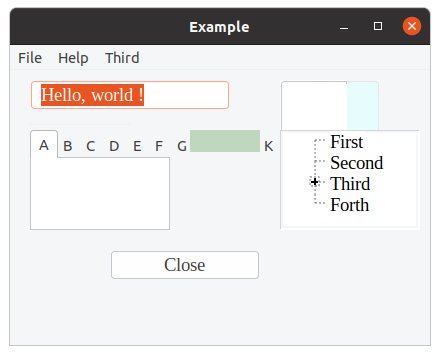 Example
File Help Third
Hello, world !
A B C D E F G K
First
Second
Third
Forth
Close